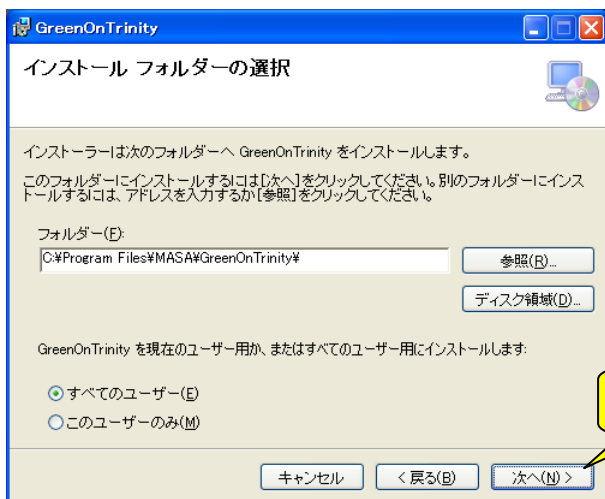 GreenOnTrinity
インストール フォルダーの選択
インストーラーは次のフォルダーへ GreenOnTrinity をインストールします。
このフォルダーにインストールするには[次へ]をクリックしてください。別のフォルダーにインス
トールするには、アドレスを入力するか[参照]をクリックしてください。
フォルダー(F):
C:¥Program Files¥MASA¥GreenOnTrinity¥
参照(R)...
ディスク領域(D)...
GreenOnTrinity を現在のユーザー用か、またはすべてのユーザー用にインストールします:
すべてのユーザー(E)
このユーザーのみ(M)
キャンセル
< 戻る(B)
次へ(N) >